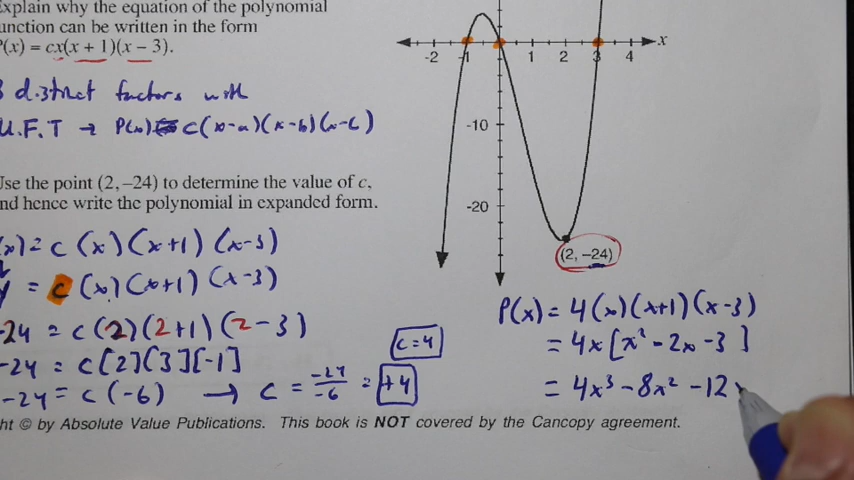 Explain why the equation of the polynomial
function can be written in the form
P(x) = cx(x + 1)(x – 3).
3 distinct factors with
U.F.T → P(x) = c(x-a)(x-b)(x-c)
Use the point (2, –24) to determine the value of c,
and hence write the polynomial in expanded form.
(x) = c (x)(x+1)(x-3)
y = c (x)(x+1)(x-3)
-24 = c(2)(2+1)(2-3)
-24 = c[2][3][-1]
-24 = c(-6) → c = -24/-6 = +4
c=4
-2 -1 1 2 3 4 x
-10
-20
(2, –24)
P(x) = 4(x)(x+1)(x-3)
= 4x[x² - 2x - 3]
= 4x³ - 8x² - 12x
ht © by Absolute Value Publications. This book is NOT covered by the Cancopy agreement.